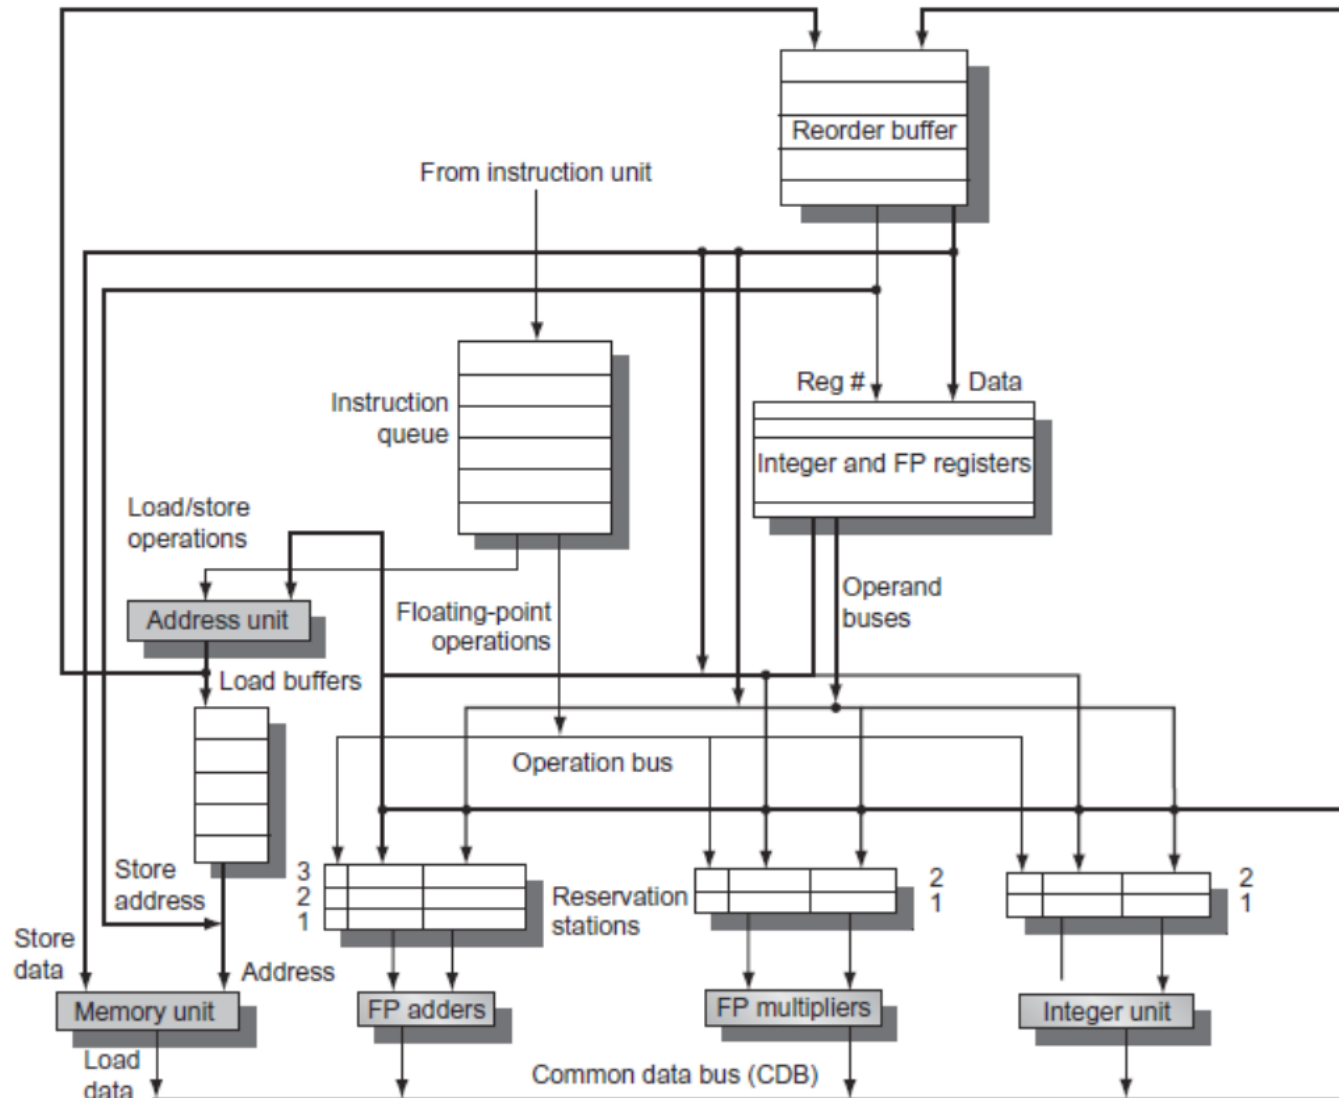 Reorder buffer
From instruction unit
Reg #
Data
Instruction
queue
Integer and FP registers
Load/store
operations
Operand
buses
Address unit
Floating-point
operations
Load buffers
Operation bus
Store
address
3
2
1
Reservation
stations
2
1
2
1
Store
data
Address
Memory unit
FP adders
FP multipliers
Integer unit
Load
data
Common data bus (CDB)